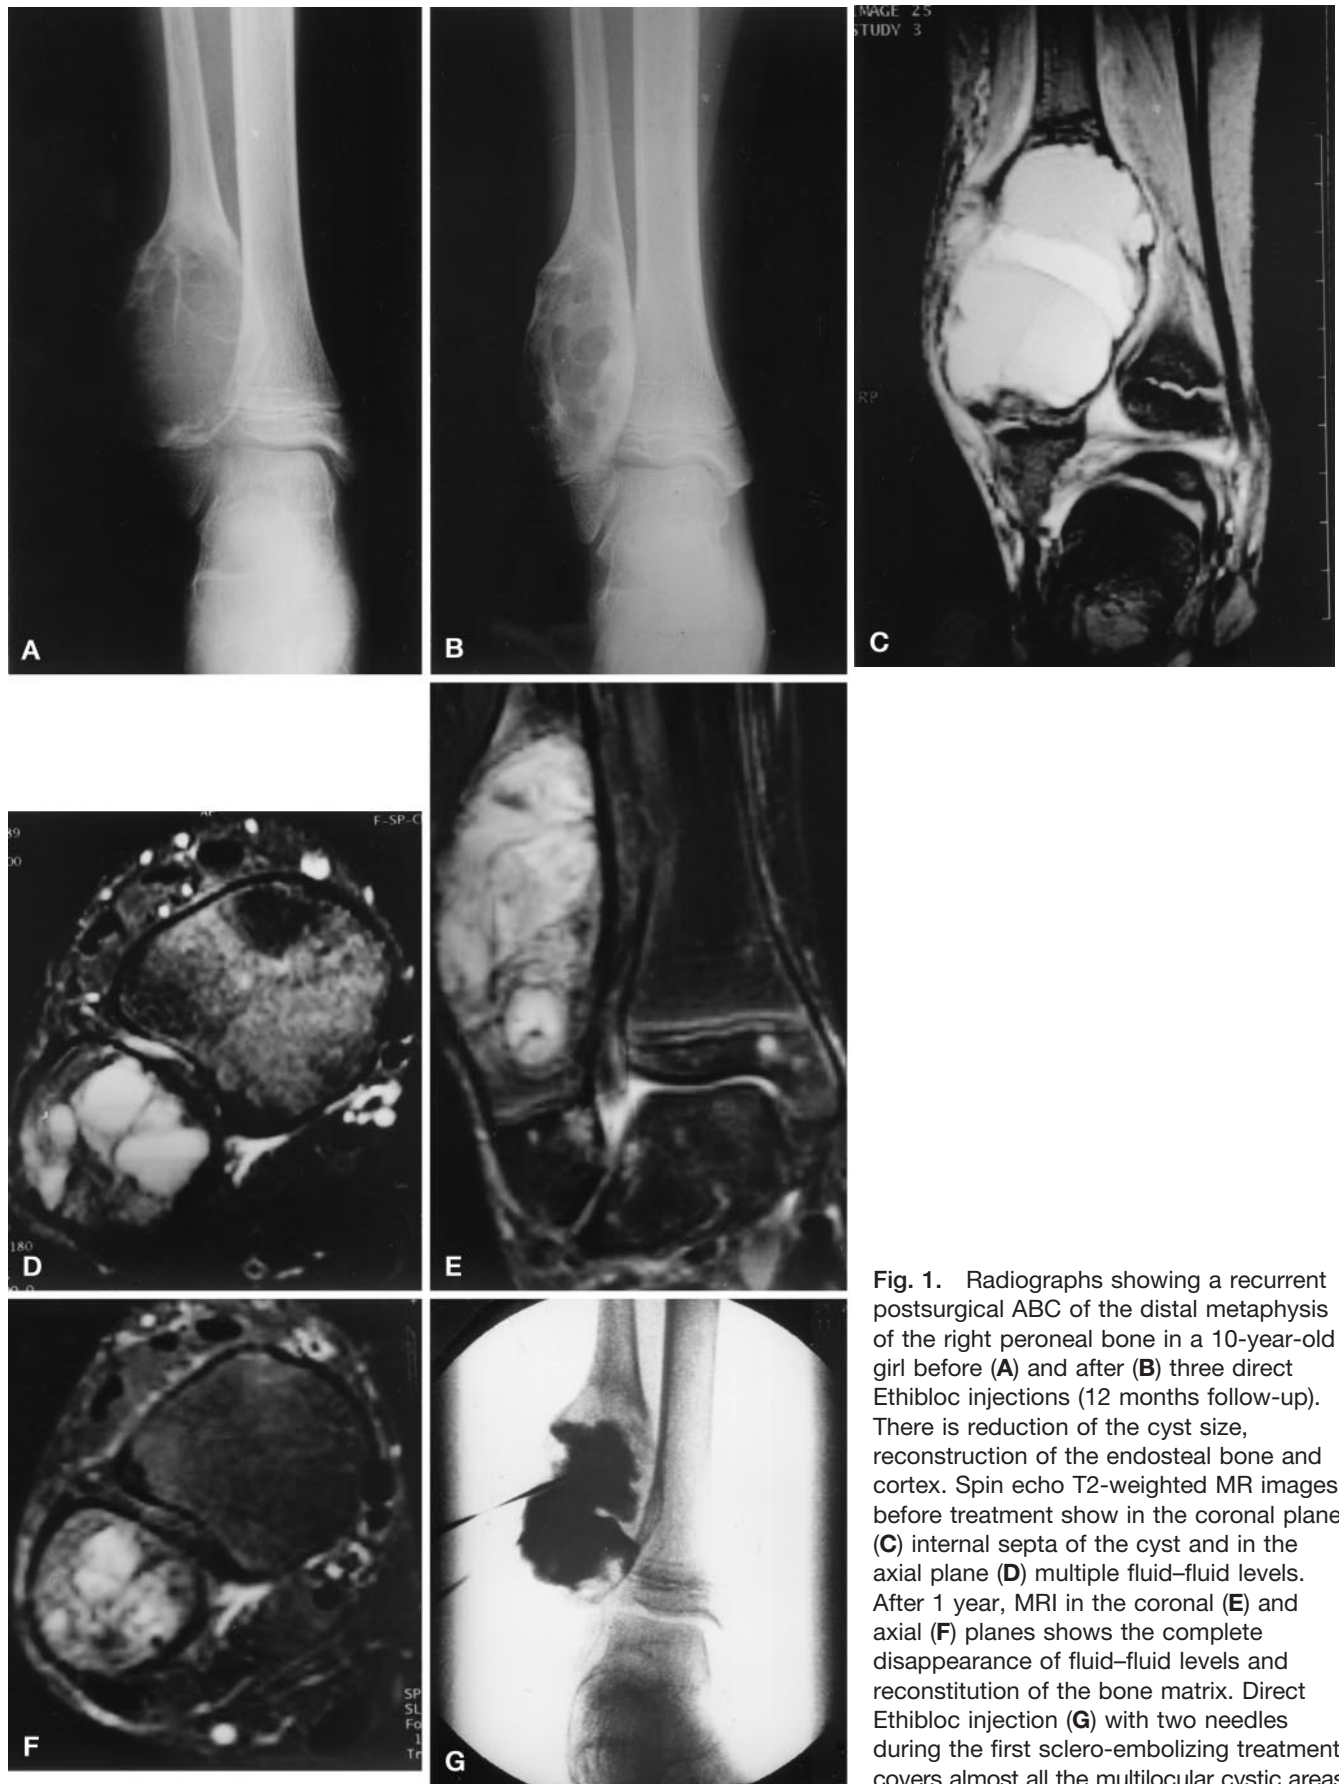 IMAGE 25
STUDY 3
RP
A
B
C
F-SP-C
180
D
E
SP
SL
Fo
1
Tr
F
G
Fig. 1. Radiographs showing a recurrent
postsurgical ABC of the distal metaphysis
of the right peroneal bone in a 10-year-old
girl before (A) and after (B) three direct
Ethibloc injections (12 months follow-up).
There is reduction of the cyst size,
reconstruction of the endosteal bone and
cortex. Spin echo T2-weighted MR images
before treatment show in the coronal plane
(C) internal septa of the cyst and in the
axial plane (D) multiple fluid–fluid levels.
After 1 year, MRI in the coronal (E) and
axial (F) planes shows the complete
disappearance of fluid–fluid levels and
reconstitution of the bone matrix. Direct
Ethibloc injection (G) with two needles
during the first sclero-embolizing treatment
covers almost all the multilocular cystic areas